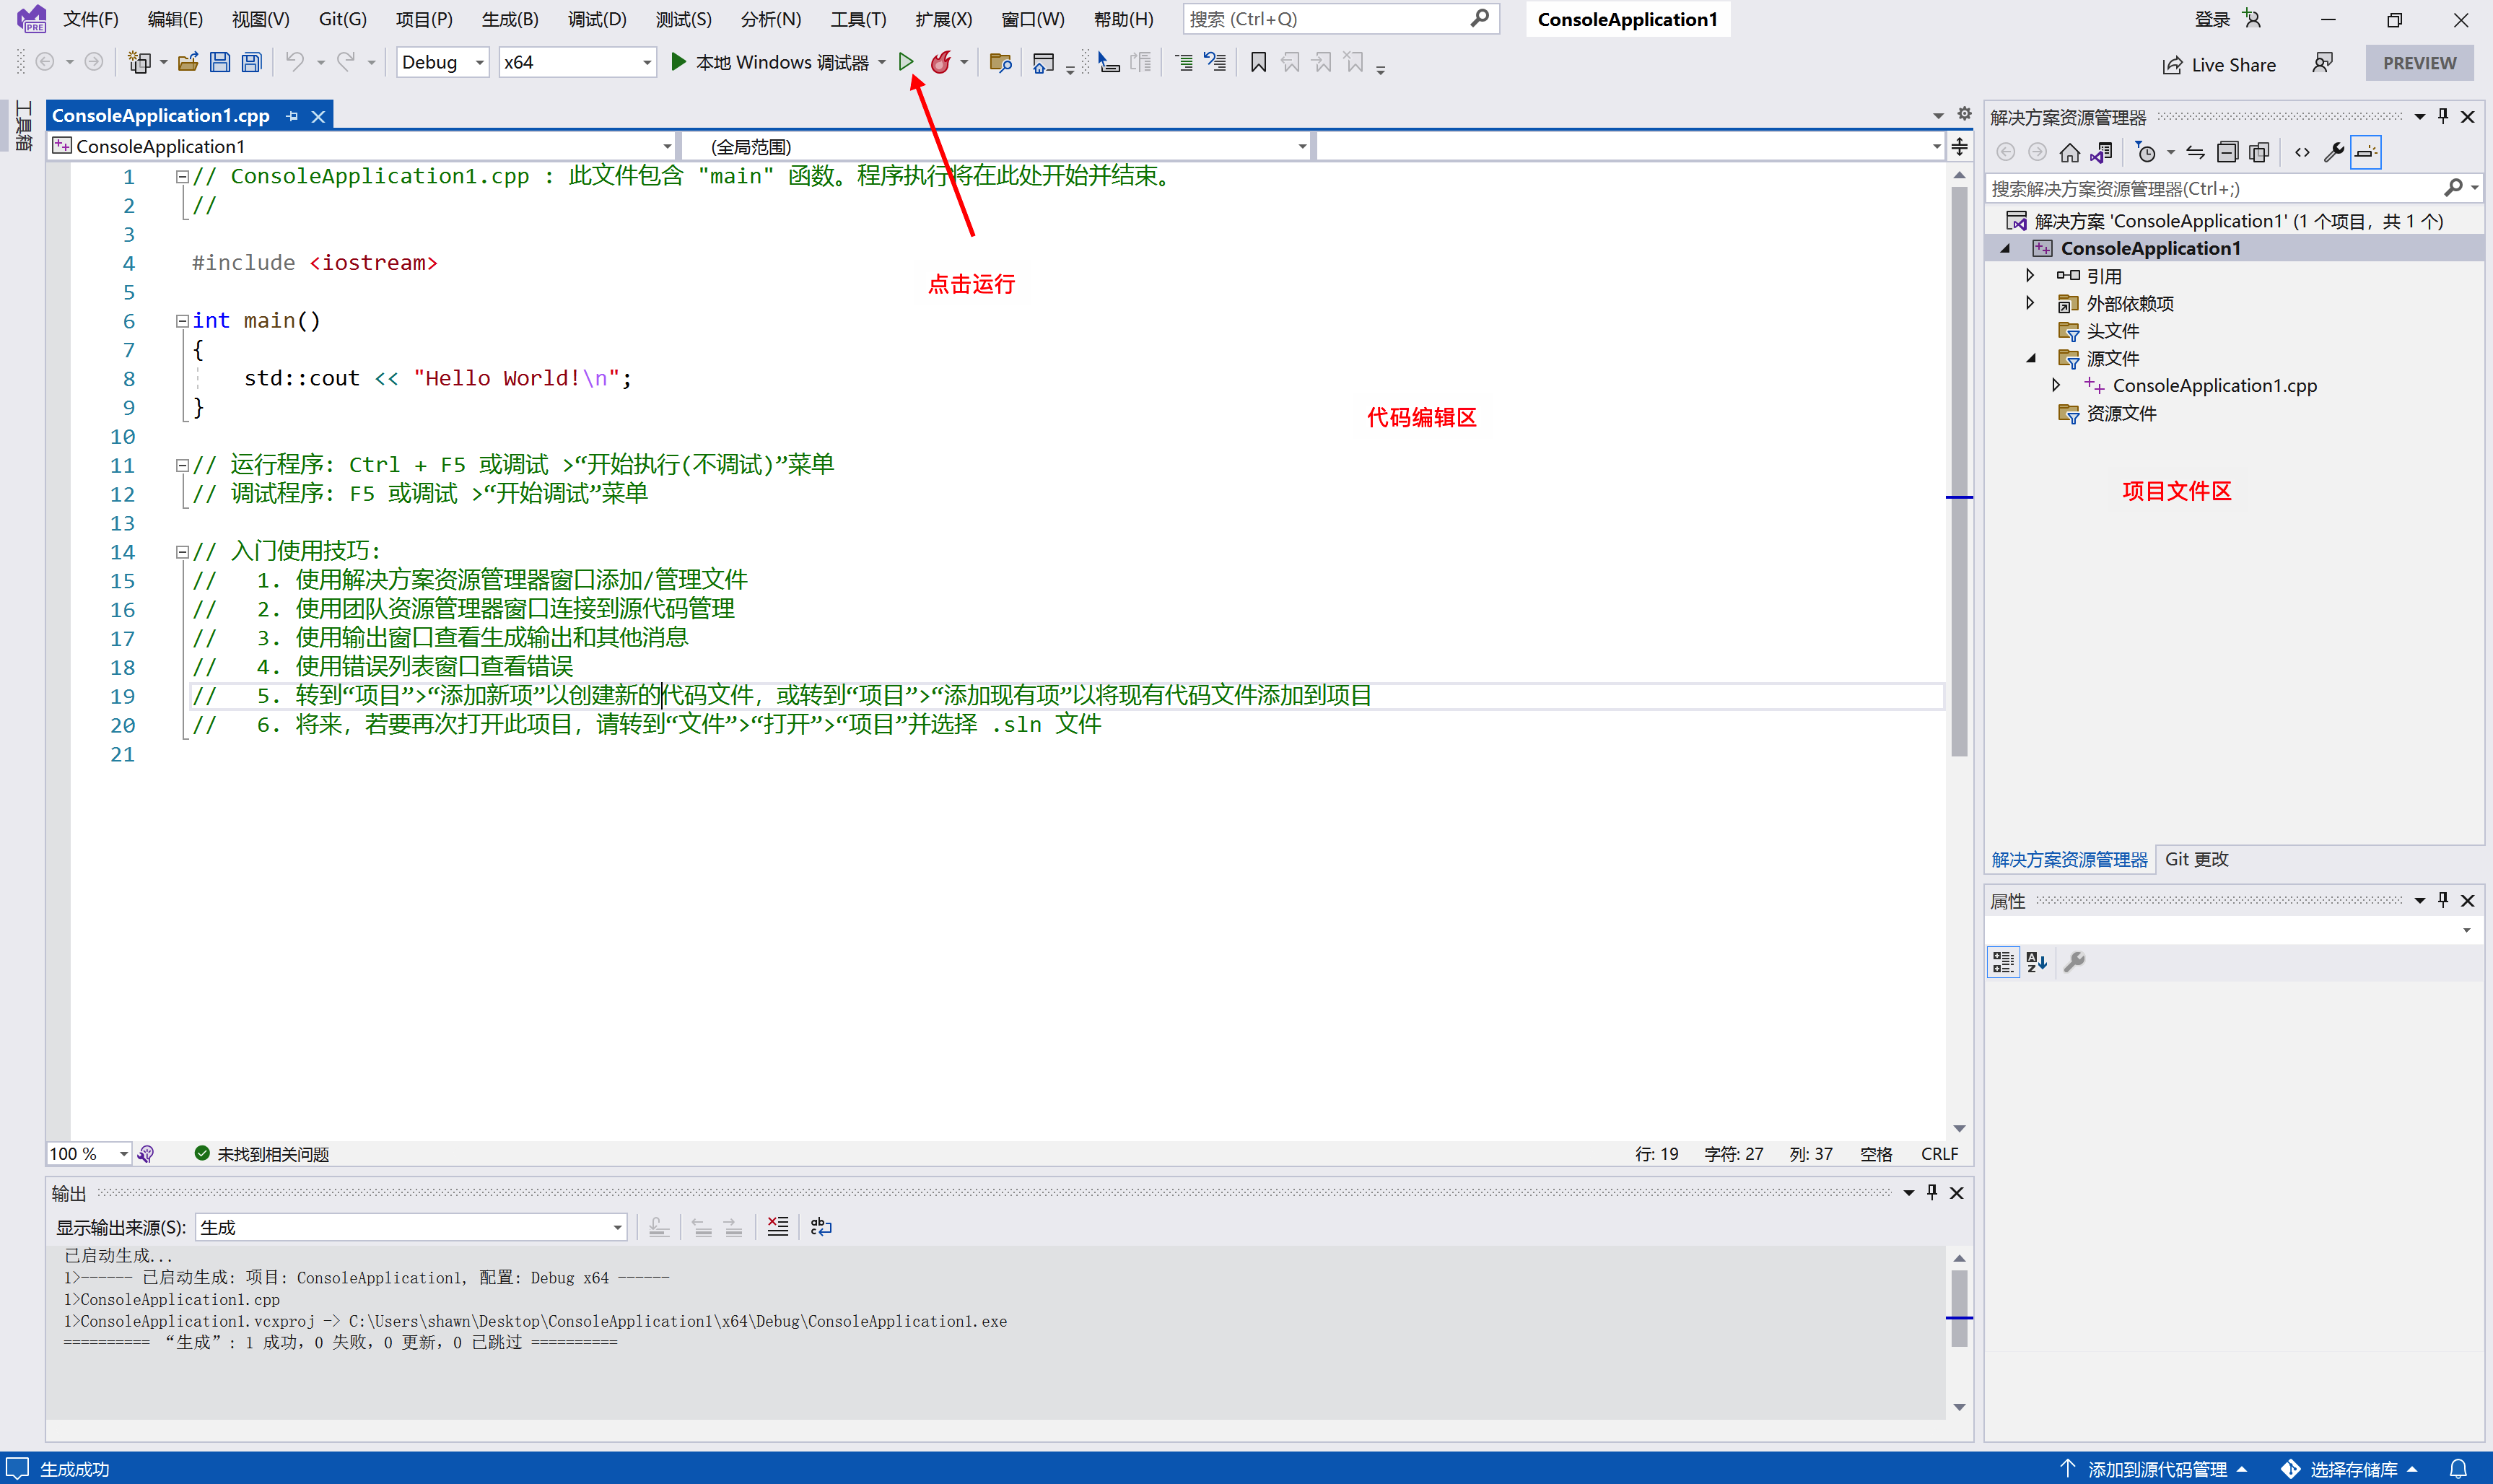 文件(F) 编辑(E) 视图(V) Git(G) 项目(P) 生成(B) 调试(D) 测试(S) 分析(N) 工具(T) 扩展(X) 窗口(W) 帮助(H) 搜索 (Ctrl+Q) ConsoleApplication1 登录
PRE
Debug x64 本地 Windows 调试器 Live Share PREVIEW
工具箱
ConsoleApplication1.cpp
ConsoleApplication1 (全局范围)
1 // ConsoleApplication1.cpp : 此文件包含 "main" 函数。程序执行将在此处开始并结束。
2 //
3
4 #include <iostream>
5
6 int main()
7 {
8 std::cout << "Hello World!\n";
9 }
10
11 // 运行程序: Ctrl + F5 或调试 >“开始执行(不调试)”菜单
12 // 调试程序: F5 或调试 >“开始调试”菜单
13
14 // 入门使用技巧:
15 // 1. 使用解决方案资源管理器窗口添加/管理文件
16 // 2. 使用团队资源管理器窗口连接到源代码管理
17 // 3. 使用输出窗口查看生成输出和其他消息
18 // 4. 使用错误列表窗口查看错误
19 // 5. 转到“项目”>“添加新项”以创建新的代码文件，或转到“项目”>“添加现有项”以将现有代码文件添加到项目
20 // 6. 将来，若要再次打开此项目，请转到“文件”>“打开”>“项目”并选择 .sln 文件
21
点击运行
代码编辑区
100 % 未找到相关问题 行: 19 字符: 27 列: 37 空格 CRLF
输出
显示输出来源(S): 生成
已启动生成...
1>------ 已启动生成: 项目: ConsoleApplication1, 配置: Debug x64 ------
1>ConsoleApplication1.cpp
1>ConsoleApplication1.vcxproj -> C:\Users\shawn\Desktop\ConsoleApplication1\x64\Debug\ConsoleApplication1.exe
========== “生成”: 1 成功，0 失败，0 更新，0 已跳过 ==========
解决方案资源管理器
搜索解决方案资源管理器(Ctrl+;)
解决方案 'ConsoleApplication1' (1 个项目，共 1 个)
ConsoleApplication1
引用
外部依赖项
头文件
源文件
ConsoleApplication1.cpp
资源文件
项目文件区
解决方案资源管理器 Git 更改
属性
生成成功 添加到源代码管理 选择存储库